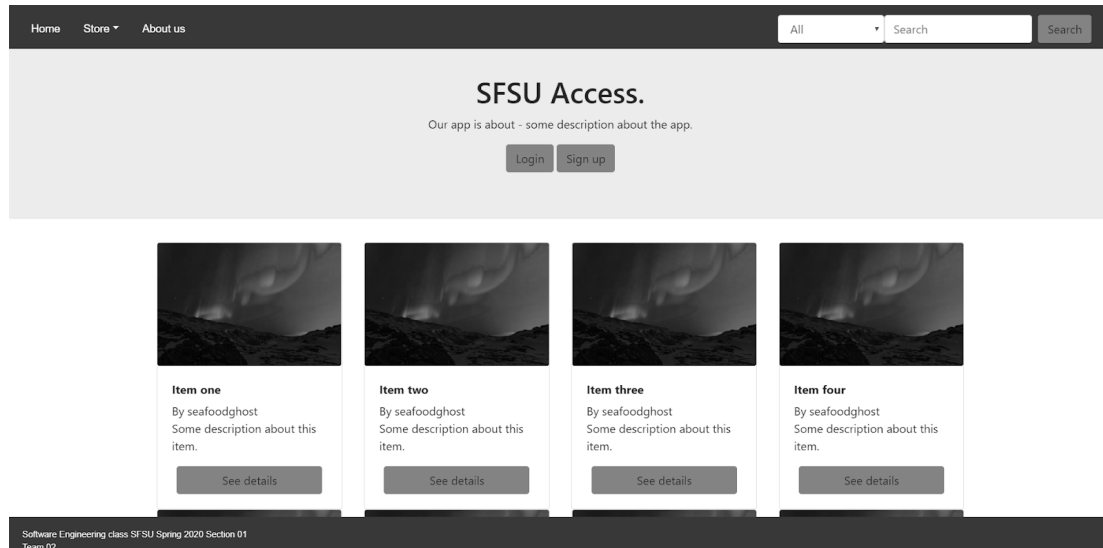 Home Store About us All Search Search
SFSU Access.
Our app is about - some description about the app.
Login Sign up
Item one
By seafoodghost
Some description about this
item.
See details
Item two
By seafoodghost
Some description about this
item.
See details
Item three
By seafoodghost
Some description about this
item.
See details
Item four
By seafoodghost
Some description about this
item.
See details
Software Engineering class SFSU Spring 2020 Section 01
Team 02